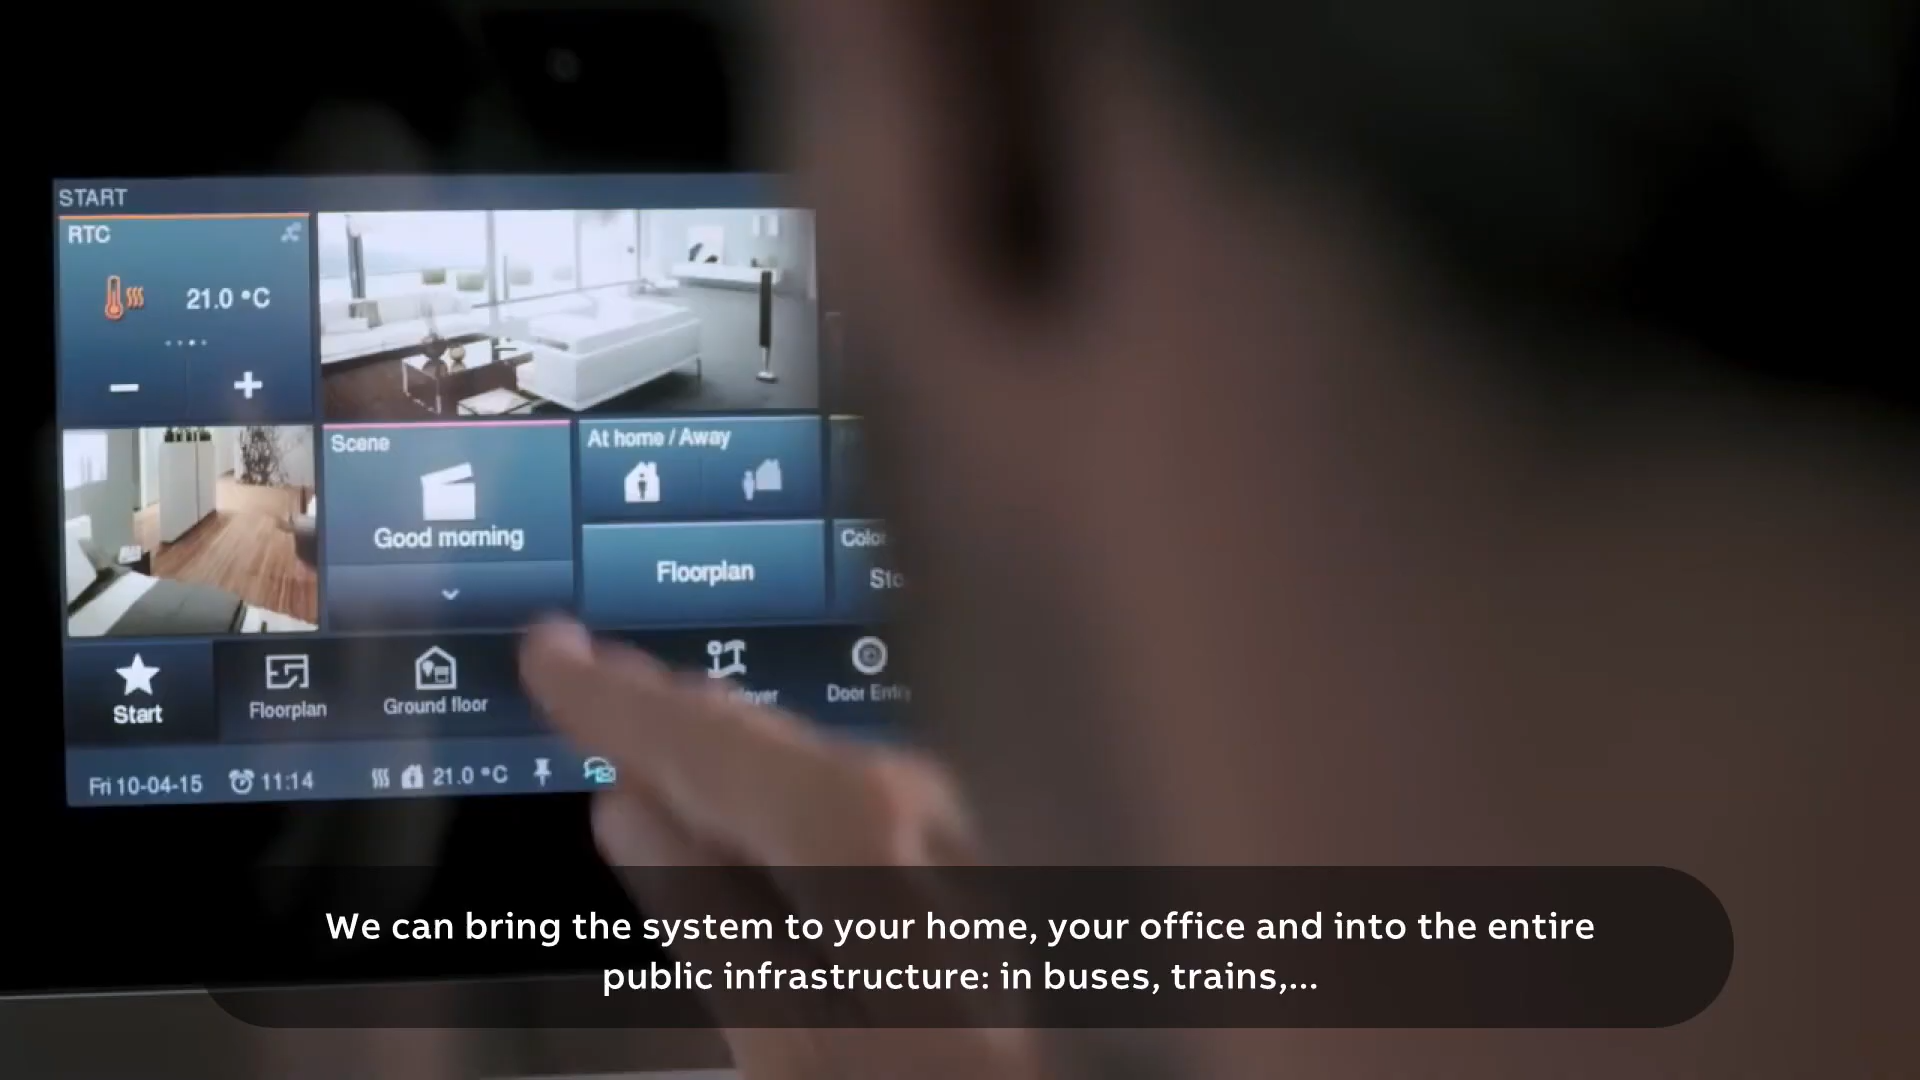 START
RTC
21.0 °C
Scene
At home / Away
Good morning
Floorplan
Start
Floorplan
Ground floor
Door
Fri 10-04-15
11:14
21.0 °C
We can bring the system to your home, your office and into the entire
public infrastructure: in buses, trains,...